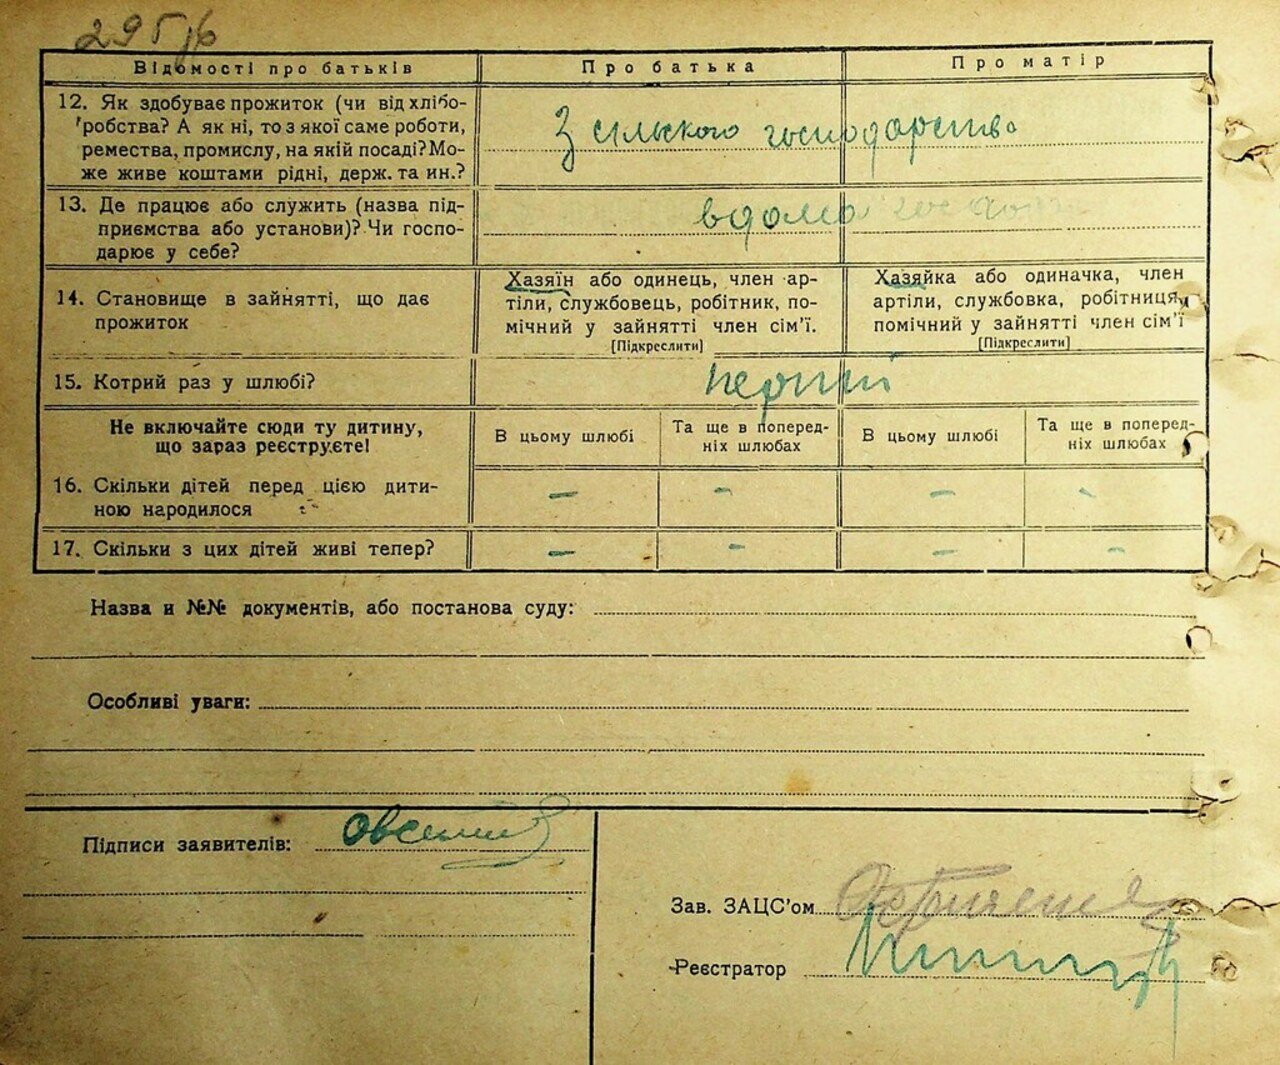 Відомості про батьків
Про батька
Про матір
12. Як здобуває прожиток (чи від хлібо-
робства? А як ні, то з якої саме роботи,
ремества, промислу, на якій посаді? Мо-
же живе коштами рідні, держ. та ин.?
З сільского господарства
13. Де працює або служить (назва під-
приємства або установи)? Чи госпо-
дарює у себе?
вдома
14. Становище в зайнятті, що дає
прожиток
Хазяїн або одинець, член ар-
тіли, службовець, робітник, по-
мічний у зайнятті член сім'ї.
[Підкреслити]
Хазяйка або одиначка, член
артіли, службовка, робітниця,
помічний у зайнятті член сім'ї
[Підкреслити]
15. Котрий раз у шлюбі?
перший
Не включайте сюди ту дитину,
що зараз реєструєте!
В цьому шлюбі
Та ще в поперед-
ніх шлюбах
В цьому шлюбі
Та ще в поперед-
ніх шлюбах
16. Скільки дітей перед цією дити-
ною народилося
— — — —
17. Скільки з цих дітей живі тепер?
— — — —
Назва и №№ документів, або постанова суду:
Особливі уваги:
Підписи заявителів:
Зав. ЗАЦС'ом
Реєстратор